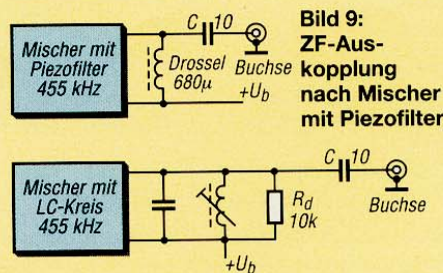 Mischer mit
Piezofilter
455 kHz
C 10
Drossel
680µ
Buchse
+Ub
Bild 9:
ZF-Aus-
kopplung
nach Mischer
mit Piezofilter
Mischer mit
LC-Kreis
455 kHz
C 10
Rd
10k
Buchse
+Ub